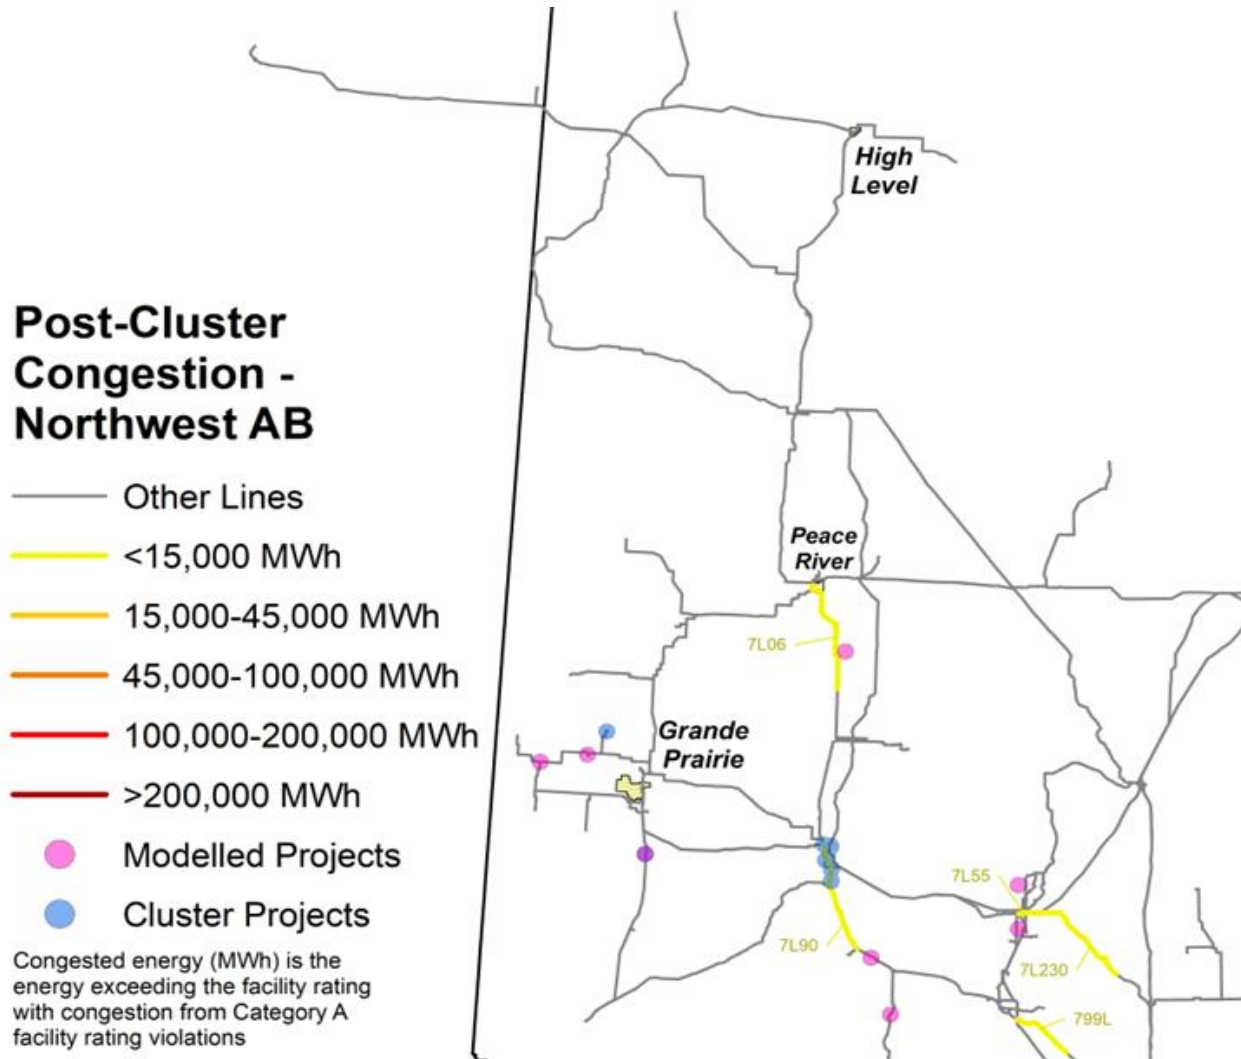 High
Level
Post-Cluster
Congestion -
Northwest AB
Other Lines
<15,000 MWh
15,000-45,000 MWh
45,000-100,000 MWh
100,000-200,000 MWh
>200,000 MWh
Modelled Projects
Cluster Projects
Congested energy (MWh) is the
energy exceeding the facility rating
with congestion from Category A
facility rating violations
Peace
River
7L06
Grande
Prairie
7L55
7L90
7L230
799L